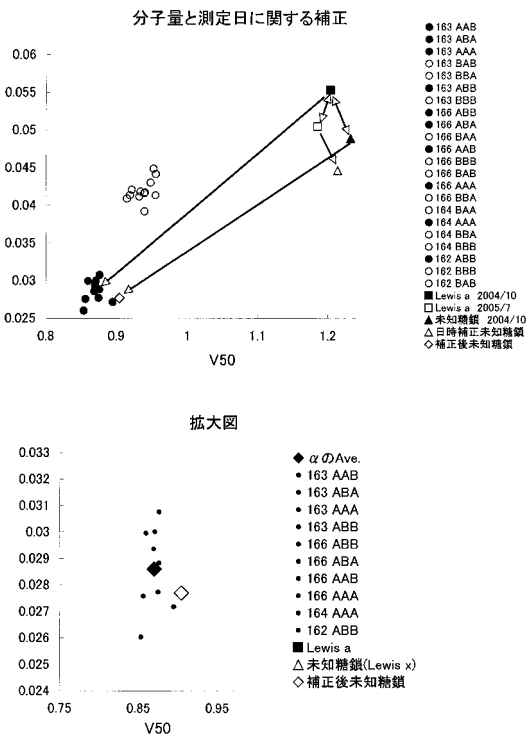 分子量と測定日に関する補正
0.06
0.055
0.05
0.045
0.04
0.035
0.03
0.025
0.8
0.9
1
1.1
1.2
V50
● 163 AAB
● 163 ABA
● 163 AAA
○ 163 BAB
○ 163 BBA
● 163 ABB
○ 163 BBB
● 166 ABB
● 166 ABA
○ 166 BAA
● 166 AAB
○ 166 BBB
○ 166 BAB
● 166 AAA
○ 166 BBA
○ 164 BAA
● 164 AAA
○ 164 BBA
○ 164 BBB
● 162 ABB
○ 162 BBB
○ 162 BAB
■ Lewis a 2004/10
□ Lewis a 2005/7
▲ 未知糖鎖 2004/10
△ 日時補正未知糖鎖
◇ 補正後未知糖鎖
拡大図
0.033
0.032
0.031
0.03
0.029
0.028
0.027
0.026
0.025
0.024
0.75
0.85
0.95
V50
◆ αのAve.
• 163 AAB
• 163 ABA
• 163 AAA
• 163 ABB
• 166 ABB
• 166 ABA
• 166 AAB
• 166 AAA
• 164 AAA
• 162 ABB
■ Lewis a
△ 未知糖鎖(Lewis x)
◇ 補正後未知糖鎖